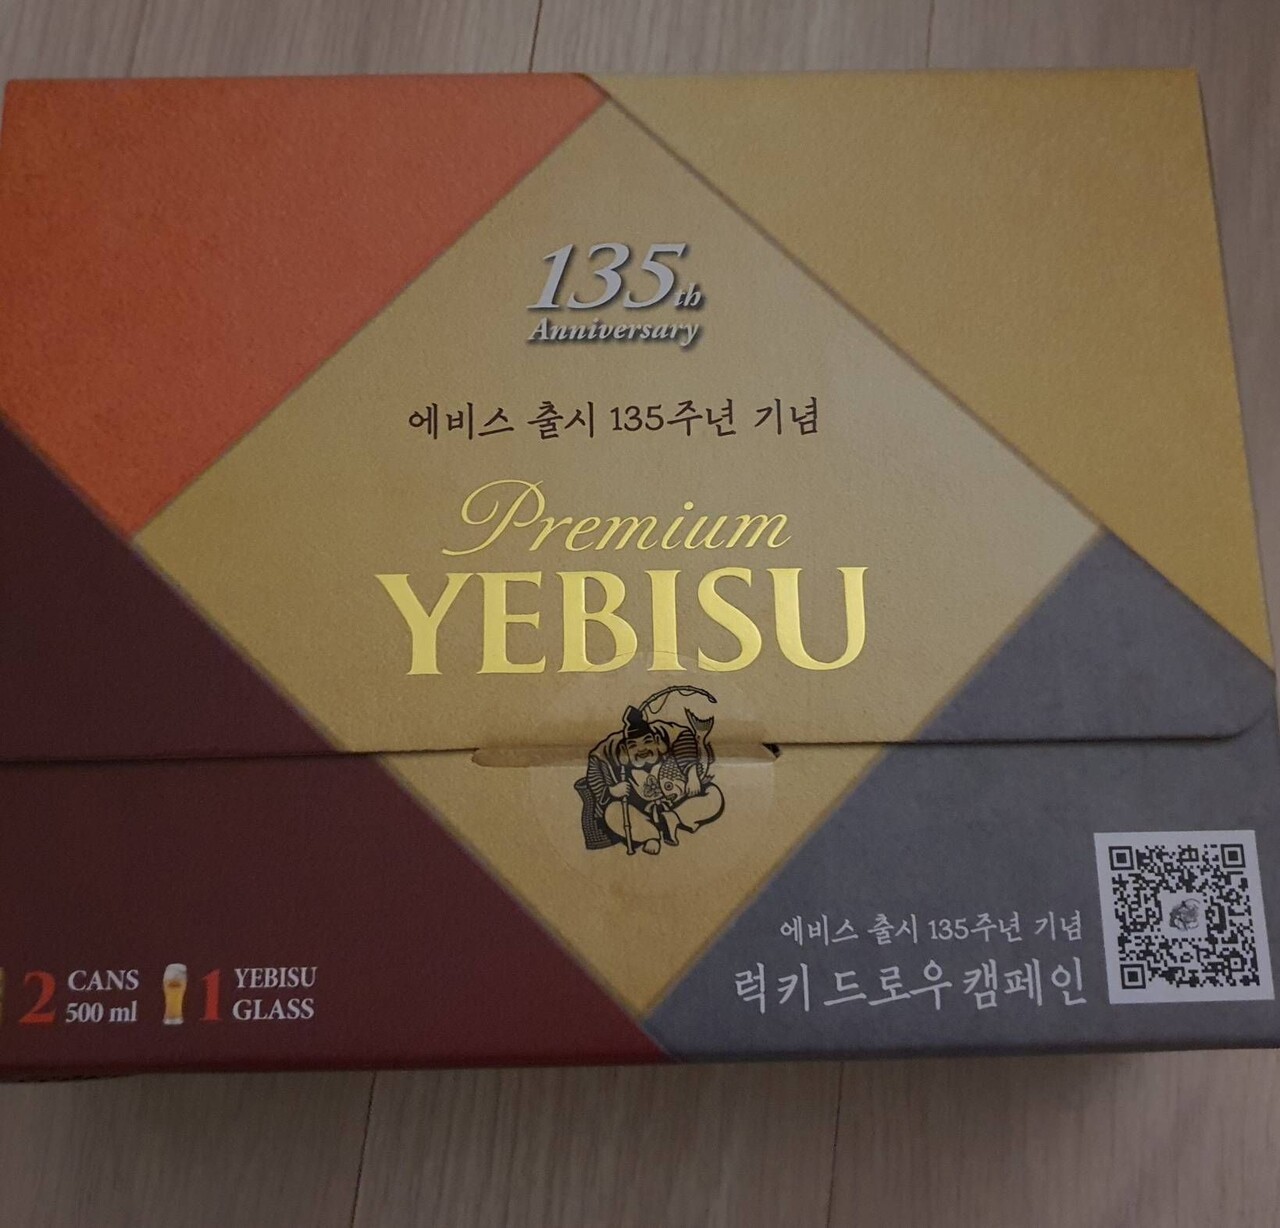 135th
Anniversary
에비스 출시 135주년 기념
Premium
YEBISU
에비스 출시 135주년 기념
럭키 드로우 캠페인
2 CANS
500 ml
1 YEBISU
GLASS